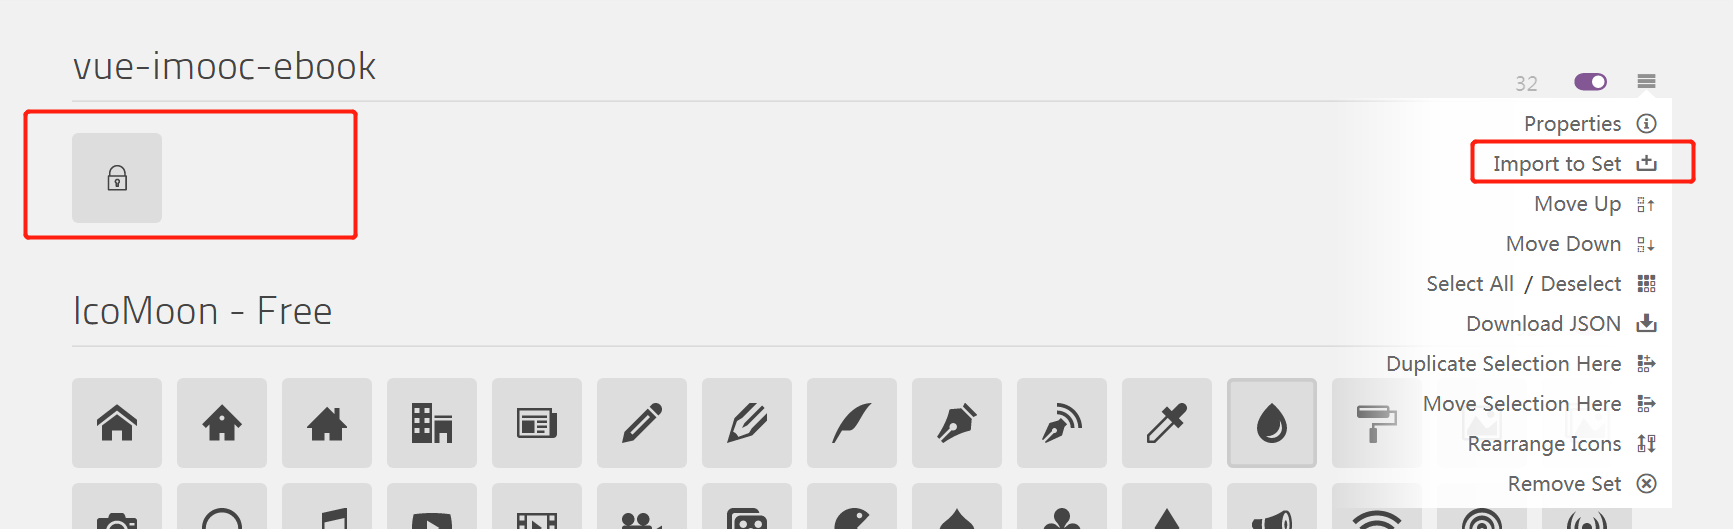 vue-imooc-ebook
32
Properties
Import to Set
Move Up
Move Down
Select All / Deselect
Download JSON
Duplicate Selection Here
Move Selection Here
Rearrange Icons
Remove Set
IcoMoon - Free